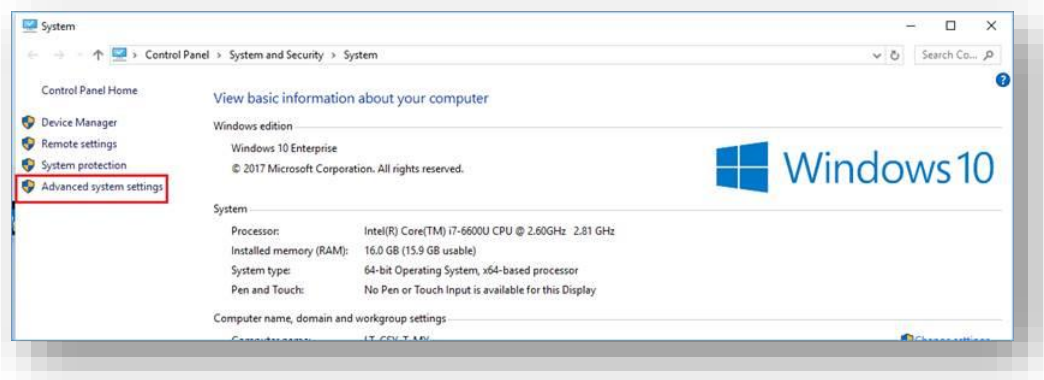 System
Control Panel > System and Security > System
Search Co...
Control Panel Home
Device Manager
Remote settings
System protection
Advanced system settings
View basic information about your computer
Windows edition
Windows 10 Enterprise
© 2017 Microsoft Corporation. All rights reserved.
Windows 10
System
Processor: Intel(R) Core(TM) i7-6600U CPU @ 2.60GHz 2.81 GHz
Installed memory (RAM): 16.0 GB (15.9 GB usable)
System type: 64-bit Operating System, x64-based processor
Pen and Touch: No Pen or Touch Input is available for this Display
Computer name, domain and workgroup settings
Computer name:
Change settings